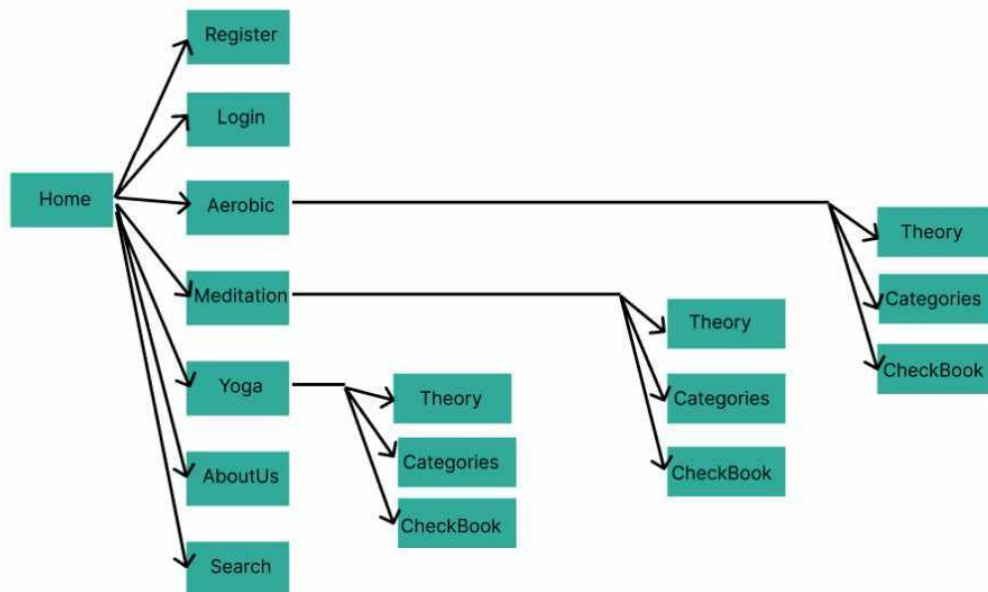 Register
Login
Home
Aerobic
Meditation
Yoga
AboutUs
Search
Theory
Categories
CheckBook
Theory
Categories
CheckBook
Theory
Categories
CheckBook